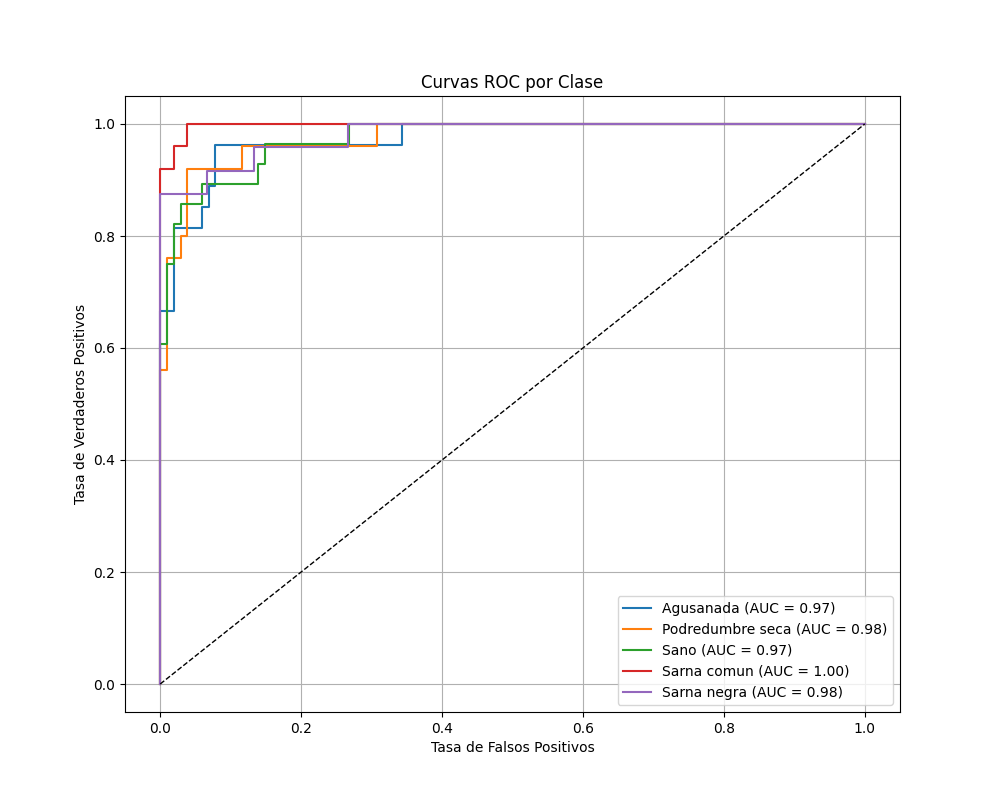 Curvas ROC por Clase
Tasa de Verdaderos Positivos
1.0
0.8
0.6
0.4
0.2
0.0
0.0 0.2 0.4 0.6 0.8 1.0
Tasa de Falsos Positivos
Agusanada (AUC = 0.97)
Podredumbre seca (AUC = 0.98)
Sano (AUC = 0.97)
Sarna comun (AUC = 1.00)
Sarna negra (AUC = 0.98)